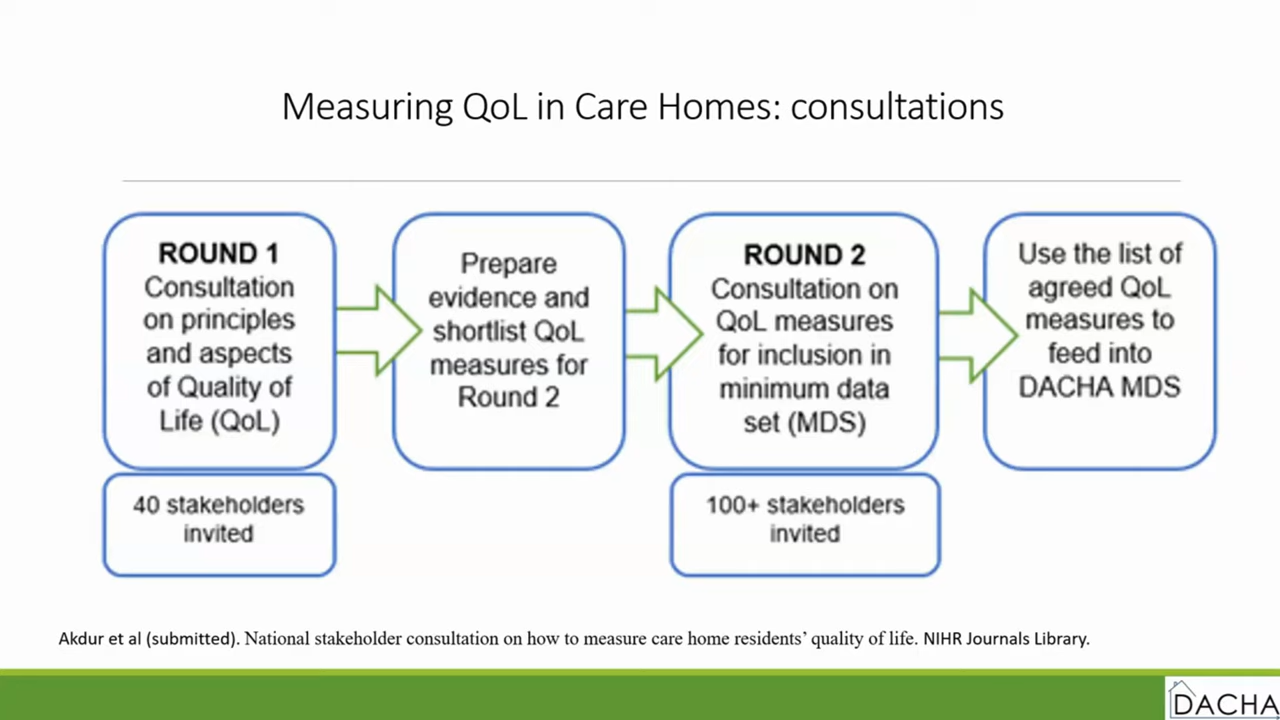 Measuring QoL in Care Homes: consultations
ROUND 1
Consultation
on principles
and aspects
of Quality of
Life (QoL)
40 stakeholders
invited
Prepare
evidence and
shortlist QoL
measures for
Round 2
ROUND 2
Consultation on
QoL measures
for inclusion in
minimum data
set (MDS)
100+ stakeholders
invited
Use the list of
agreed QoL
measures to
feed into
DACHA MDS
Akdur et al (submitted). National stakeholder consultation on how to measure care home residents’ quality of life. NIHR Journals Library.
DACHA